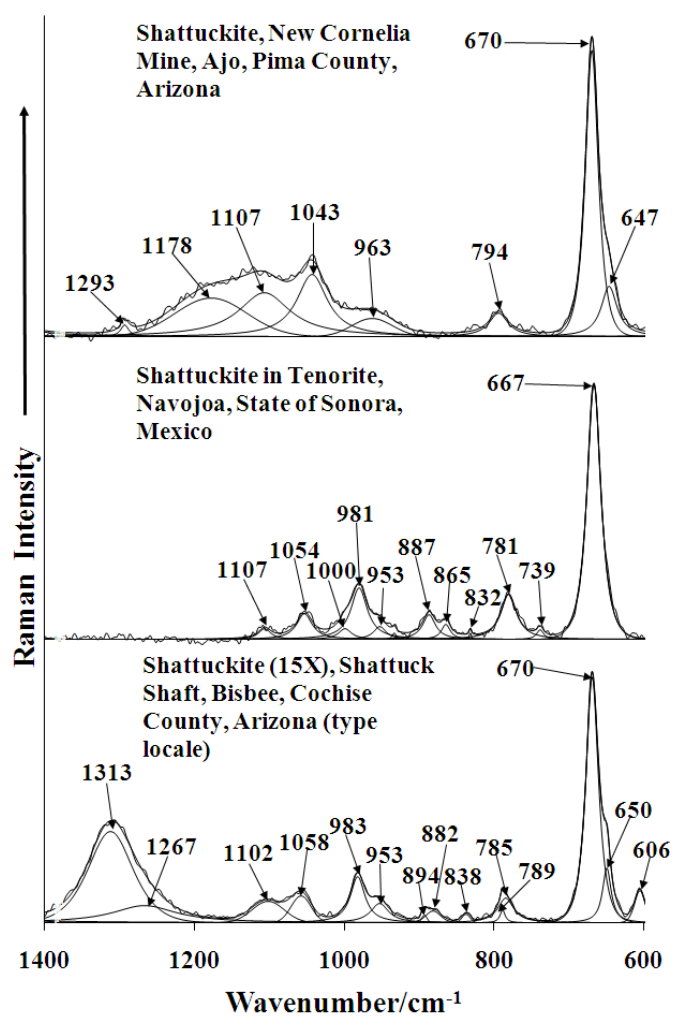 Shattuckite, New Cornelia
Mine, Ajo, Pima County,
Arizona
670
1293
1178
1107
1043
963
794
647
Shattuckite in Tenorite,
Navojoa, State of Sonora,
Mexico
667
1107
1054
1000
981
953
887
865
832
781
739
Shattuckite (15X), Shattuck
Shaft, Bisbee, Cochise
County, Arizona (type
locale)
670
1313
1267
1102
1058
983
953
894
882
838
785
789
650
606
Raman Intensity
1400 1200 1000 800 600
Wavenumber/cm-1